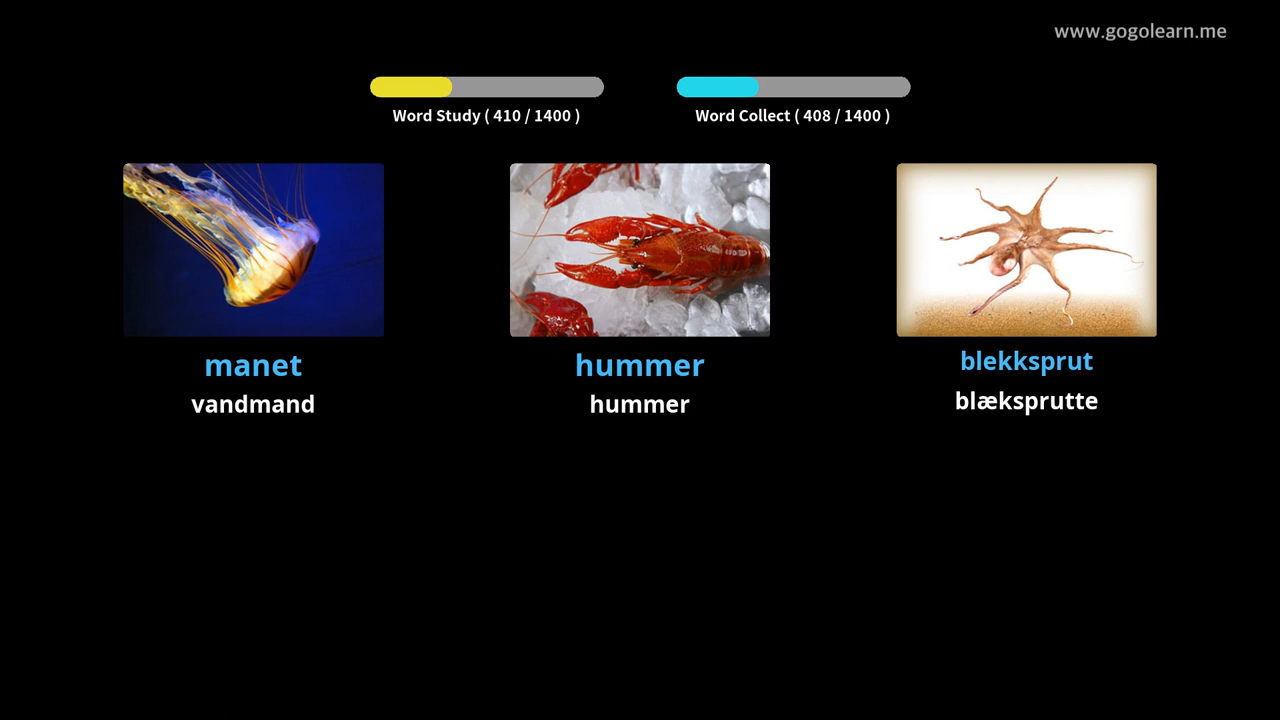 www.gogolearn.me
Word Study ( 410 / 1400 )
Word Collect ( 408 / 1400 )
manet
hummer
blekksprut
vandmand
hummer
blæksprutte